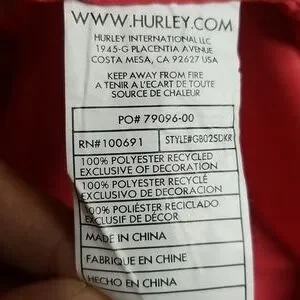 WWW.HURLEY.COM
HURLEY INTERNATIONAL LLC
1945-G PLACENTIA AVENUE
COSTA MESA, CA 92627 USA
KEEP AWAY FROM FIRE
A TENIR A L'ECART DE TOUTE
SOURCE DE CHALEUR
PO# 79096-00
RN#100691 STYLE#GB02SDKR
100% POLYESTER RECYCLED
EXCLUSIVE OF DECORATION
100% POLYESTER RECYCLÉ
EXCLUSIVO DE DECORACION
100% POLIÉSTER RECICLADO
EXCLUSIF DE DÉCOR
MADE IN CHINA
FABRIQUE EN CHINE
HECHO EN CHINA